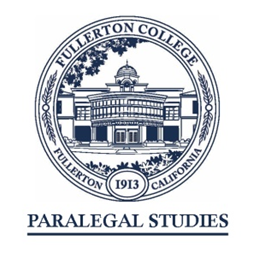 FULLERTON COLLEGE
FULLERTON
1913
CALIFORNIA
PARALEGAL STUDIES